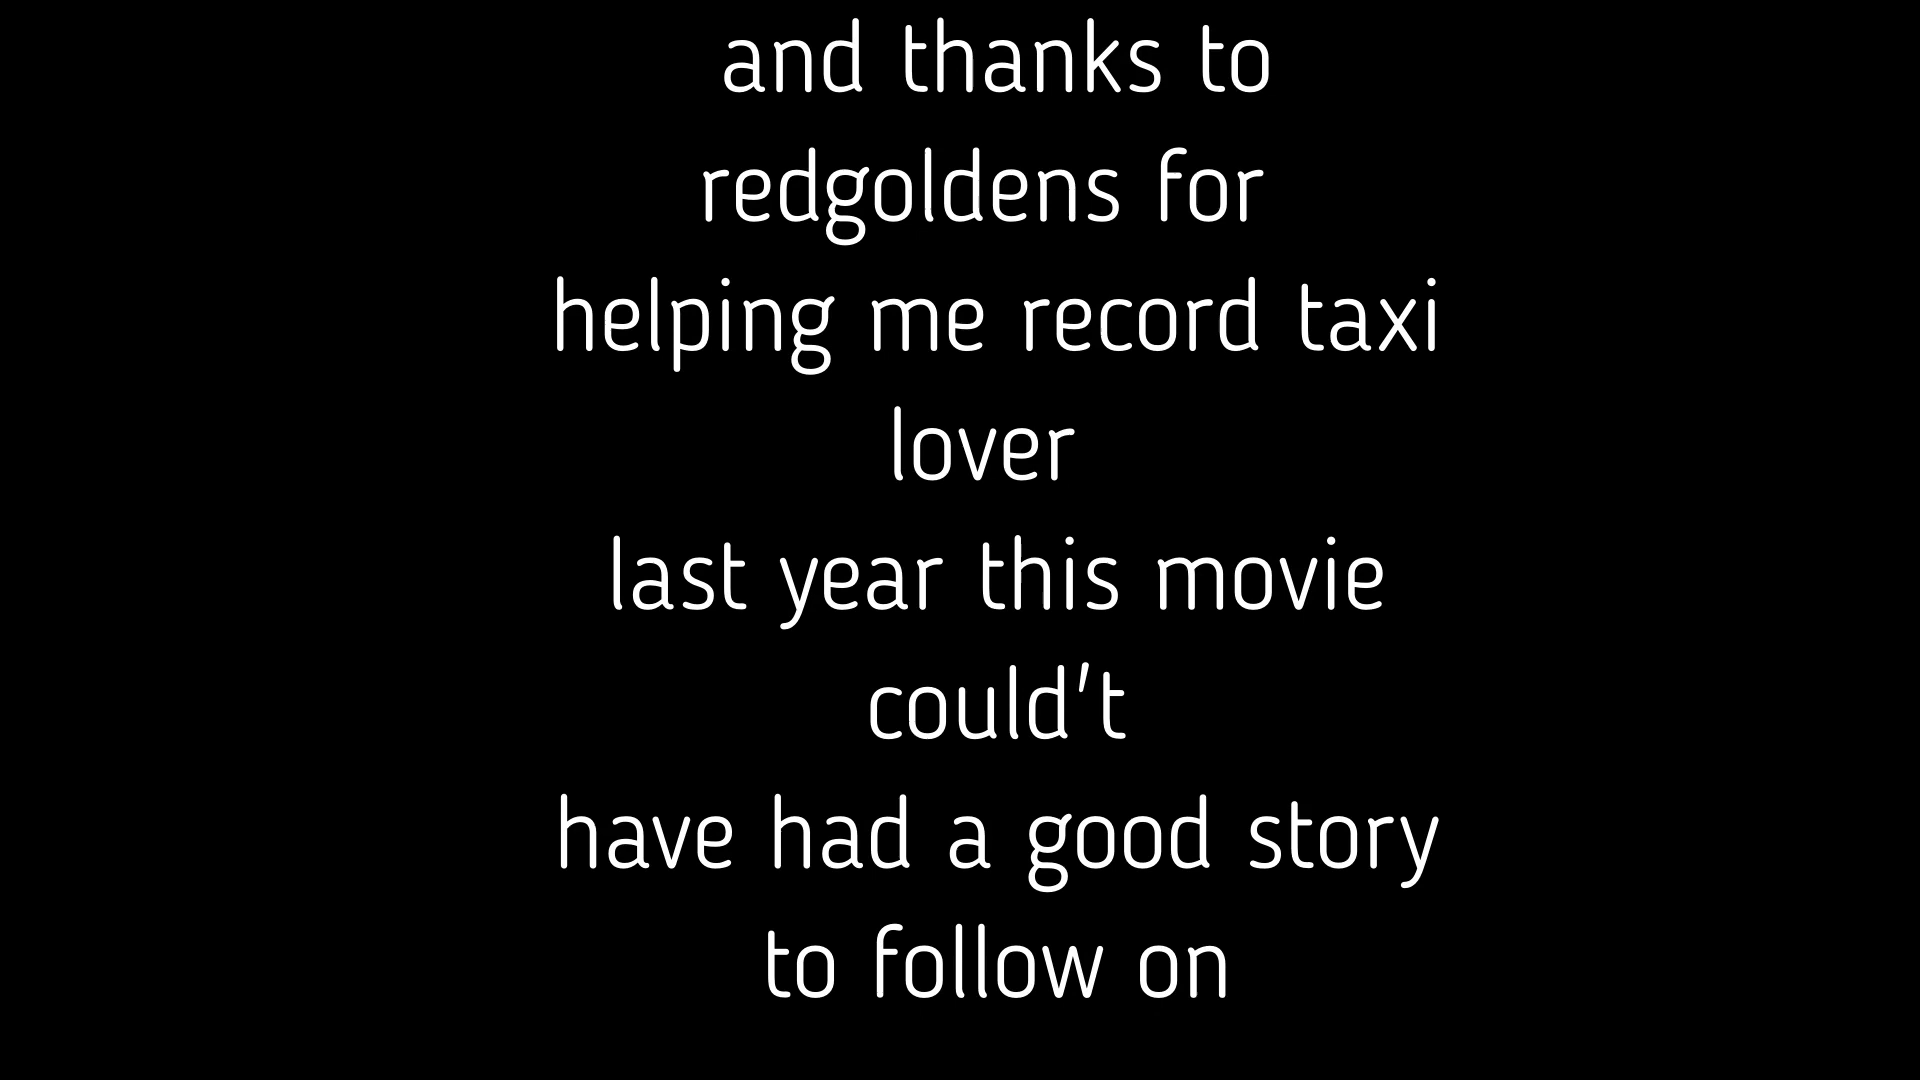 and thanks to
redgoldens for
helping me record taxi
lover
last year this movie
could't
have had a good story
to follow on